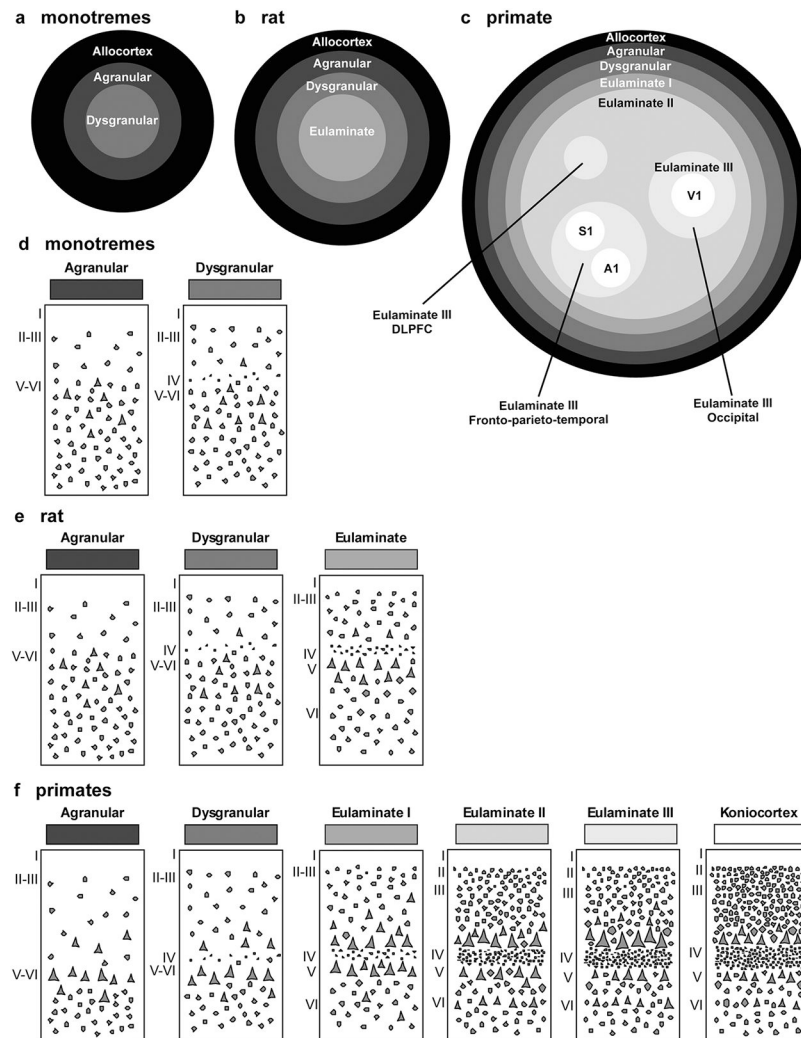 a monotremes
Allocortex
Agranular
Dysgranular
b rat
Allocortex
Agranular
Dysgranular
Eulaminate
c primate
Allocortex
Agranular
Dysgranular
Eulaminate I
Eulaminate II
Eulaminate III
V1
S1
A1
Eulaminate III
DLPFC
Eulaminate III
Fronto-parieto-temporal
Eulaminate III
Occipital
d monotremes
Agranular
I
II-III
V-VI
Dysgranular
I
II-III
IV
V-VI
e rat
Agranular
I
II-III
V-VI
Dysgranular
I
II-III
IV
V-VI
Eulaminate
I
II-III
IV
V
VI
f primates
Agranular
I
II-III
V-VI
Dysgranular
I
II-III
IV
V-VI
Eulaminate I
I
II-III
IV
V
VI
Eulaminate II
I
II
III
IV
V
VI
Eulaminate III
I
II
III
IV
V
VI
Koniocortex
I
II
III
IV
V
VI